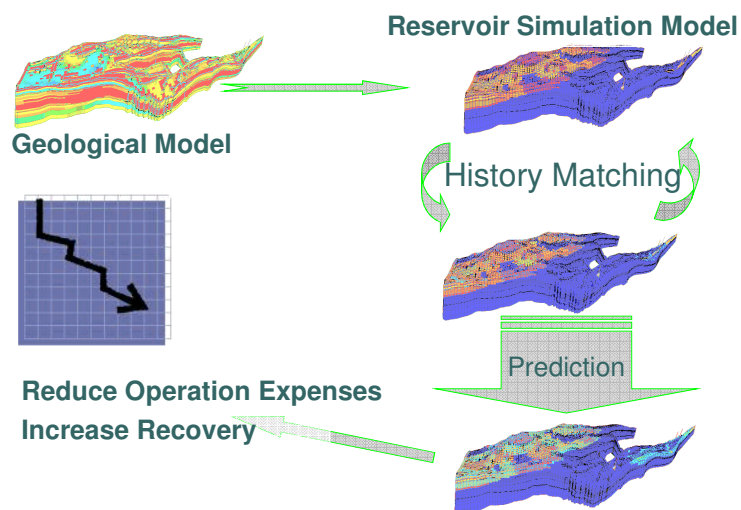 Reservoir Simulation Model
Geological Model
History Matching
Prediction
Reduce Operation Expenses
Increase Recovery